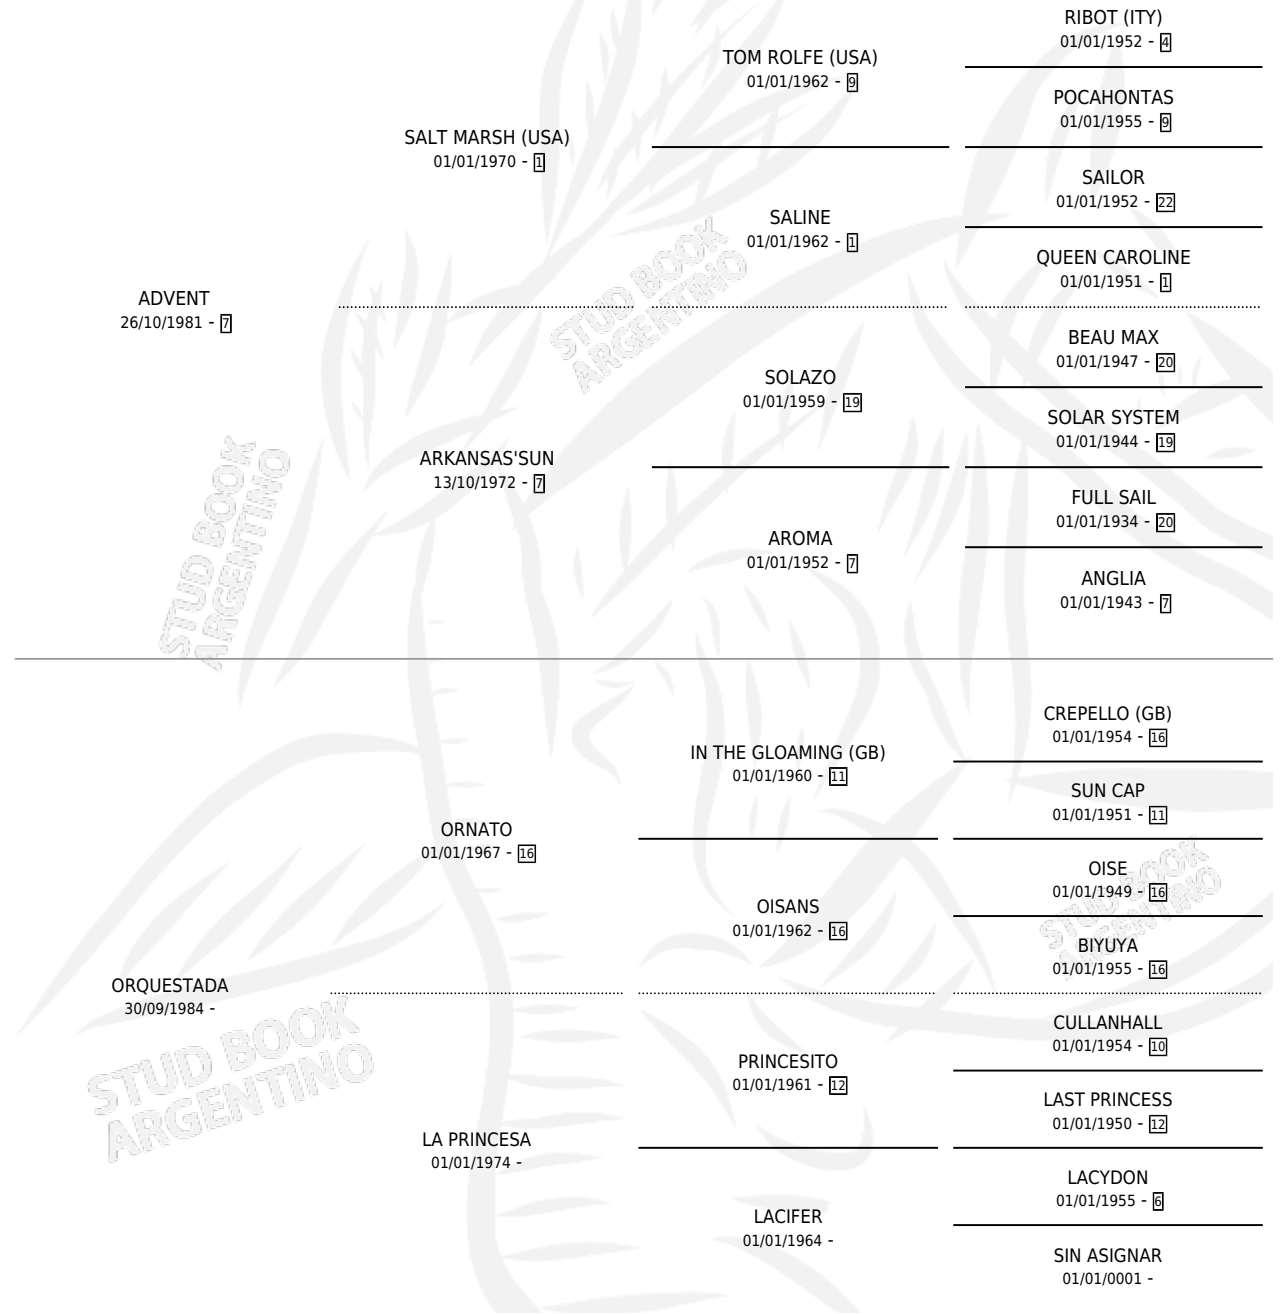 RIBOT (ITY)
01/01/1952 - 4
TOM ROLFE (USA)
01/01/1962 - 9
POCAHONTAS
01/01/1955 - 9
SALT MARSH (USA)
01/01/1970 - 1
SAILOR
01/01/1952 - 22
SALINE
01/01/1962 - 1
QUEEN CAROLINE
01/01/1951 - 1
ADVENT
26/10/1981 - 7
BEAU MAX
01/01/1947 - 20
SOLAZO
01/01/1959 - 19
SOLAR SYSTEM
01/01/1944 - 19
ARKANSAS'SUN
13/10/1972 - 7
FULL SAIL
01/01/1934 - 20
AROMA
01/01/1952 - 7
ANGLIA
01/01/1943 - 7
STUD BOOK
ARGENTINO
STUD BOOK
ARGENTINO
CREPELLO (GB)
01/01/1954 - 16
IN THE GLOAMING (GB)
01/01/1960 - 11
SUN CAP
01/01/1951 - 11
ORNATO
01/01/1967 - 16
OISE
01/01/1949 - 16
OISANS
01/01/1962 - 16
BIYUYA
01/01/1955 - 16
ORQUESTADA
30/09/1984 -
CULLANHALL
01/01/1954 - 10
PRINCESITO
01/01/1961 - 12
LAST PRINCESS
01/01/1950 - 12
LA PRINCESA
01/01/1974 -
LACYDON
01/01/1955 - 6
LACIFER
01/01/1964 -
SIN ASIGNAR
01/01/0001 -
STUD BOOK
ARGENTINO
STUD BOOK
ARGENTINO